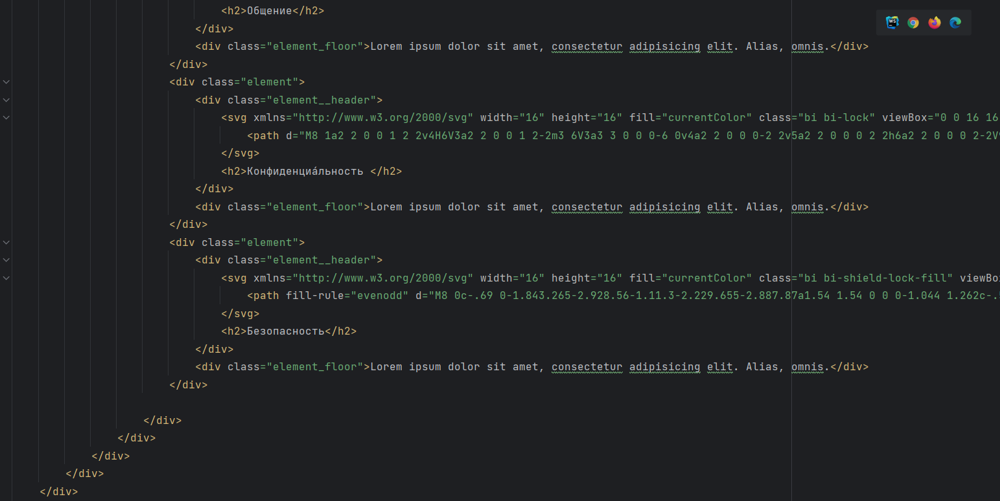 <h2>Общение</h2>
</div>
<div class="element_floor">Lorem ipsum dolor sit amet, consectetur adipisicing elit. Alias, omnis.</div>
</div>
<div class="element">
<div class="element__header">
<svg xmlns="http://www.w3.org/2000/svg" width="16" height="16" fill="currentColor" class="bi bi-lock" viewBox="0 0 16 16
<path d="M8 1a2 2 0 0 1 2 2v4H6V3a2 2 0 0 1 2-2m3 6V3a3 3 0 0 0-6 0v4a2 2 0 0 0-2 2v5a2 2 0 0 0 2 2h6a2 2 0 0 0 2-2V9
</svg>
<h2>Конфиденциа́льность </h2>
</div>
<div class="element_floor">Lorem ipsum dolor sit amet, consectetur adipisicing elit. Alias, omnis.</div>
</div>
<div class="element">
<div class="element__header">
<svg xmlns="http://www.w3.org/2000/svg" width="16" height="16" fill="currentColor" class="bi bi-shield-lock-fill" viewBox
<path fill-rule="evenodd" d="M8 0c-.69 0-1.843.265-2.928.56-1.11.3-2.229.655-2.887.87a1.54 1.54 0 0 0-1.044 1.262c-.5
</svg>
<h2>Безопасность</h2>
</div>
<div class="element_floor">Lorem ipsum dolor sit amet, consectetur adipisicing elit. Alias, omnis.</div>
</div>
</div>
</div>
</div>
</div>
</div>
WS